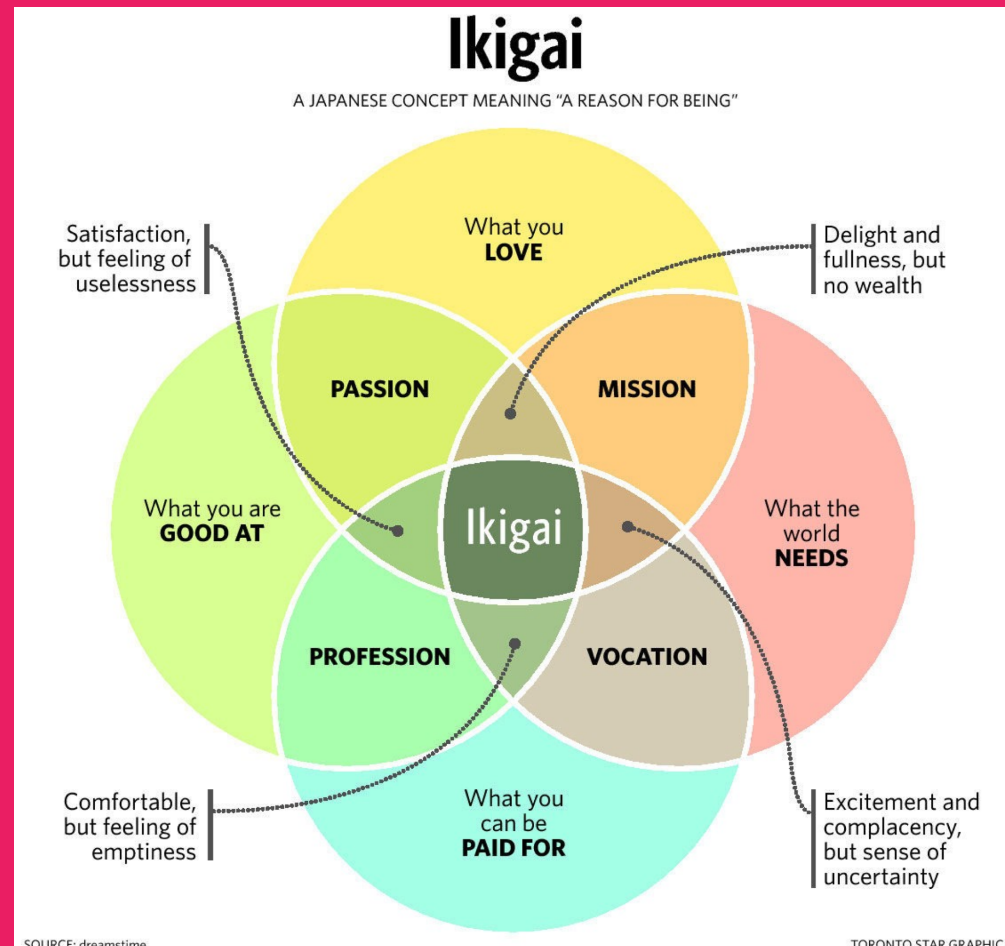 Ikigai
A JAPANESE CONCEPT MEANING “A REASON FOR BEING”
Satisfaction,
but feeling of
uselessness
What you
LOVE
Delight and
fullness, but
no wealth
PASSION
MISSION
What you are
GOOD AT
Ikigai
What the
world
NEEDS
PROFESSION
VOCATION
Comfortable,
but feeling of
emptiness
What you
can be
PAID FOR
Excitement and
complacency,
but sense of
uncertainty
SOURCE: dreamstime
TORONTO STAR GRAPHIC